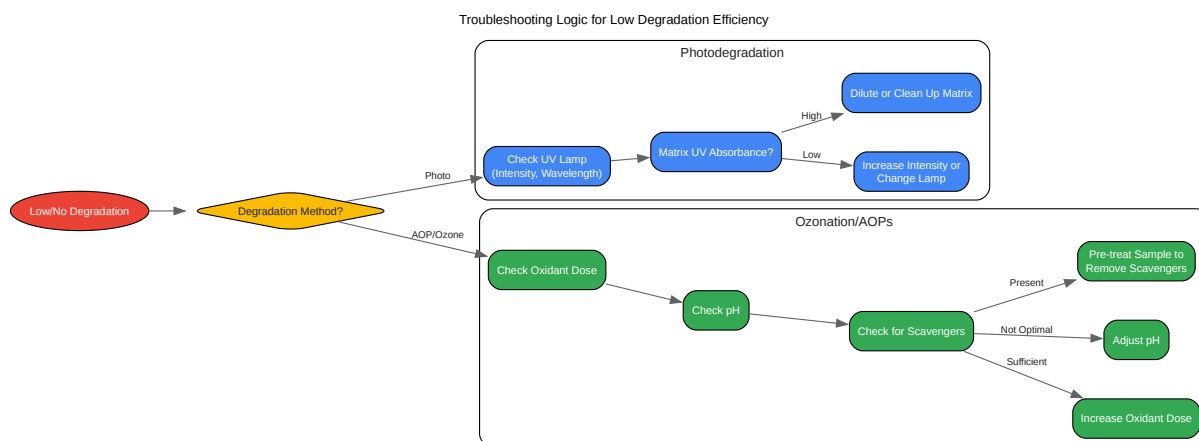 Troubleshooting Logic for Low Degradation Efficiency
Photodegradation
Dilute or Clean Up Matrix
High
Matrix UV Absorbance?
Check UV Lamp
(Intensity, Wavelength)
Low
Increase Intensity or
Change Lamp
Photo
Low/No Degradation
Degradation Method?
AOP/Ozone
Ozonation/AOPs
Check Oxidant Dose
Check pH
Check for Scavengers
Present
Pre-treat Sample to
Remove Scavengers
Not Optimal
Adjust pH
Sufficient
Increase Oxidant Dose